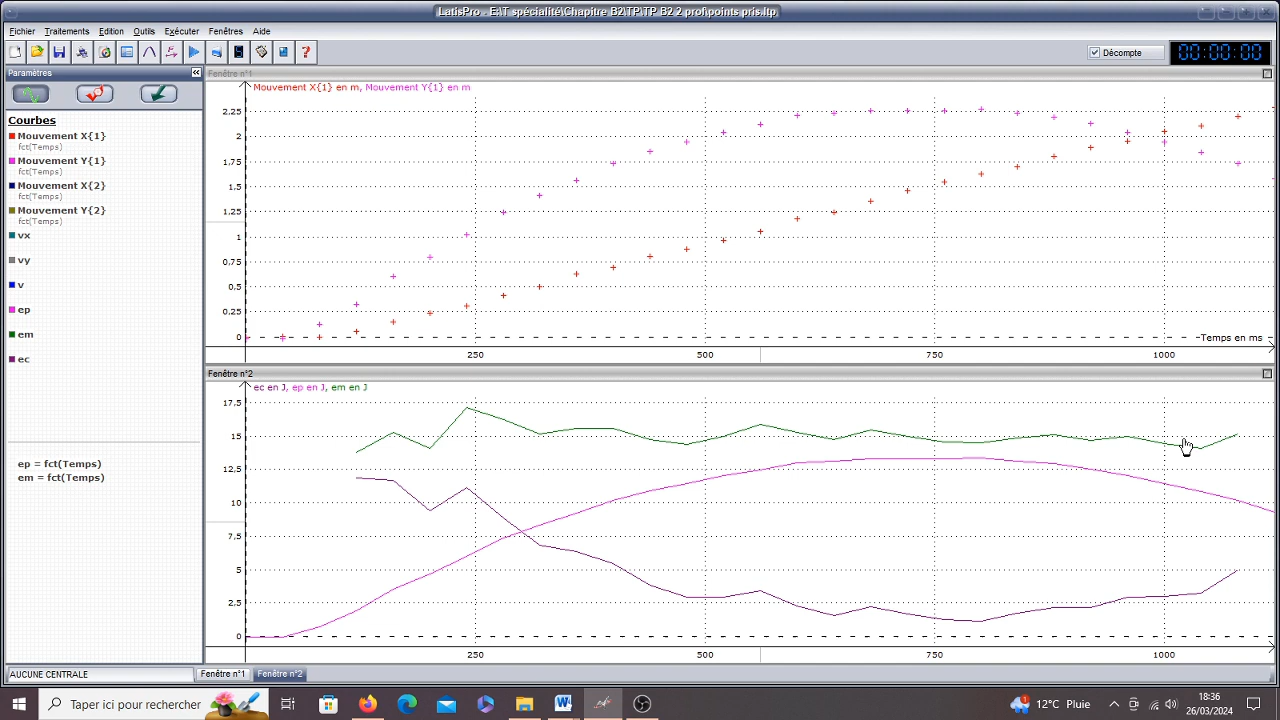 LatisPro - E:\T spécialité\Chapitre B2\TP\TP B2 2 prof\points pris.ltp
Fichier Traitements Edition Outils Exécuter Fenêtres Aide
Décompte 00:00:00
Paramètres «
Courbes
Mouvement X{1}
fct(Temps)
Mouvement Y{1}
fct(Temps)
Mouvement X{2}
fct(Temps)
Mouvement Y{2}
fct(Temps)
vx
vy
v
ep
em
ec
ep = fct(Temps)
em = fct(Temps)
Fenêtre n°1
Mouvement X{1} en m, Mouvement Y{1} en m
2.25
2
1.75
1.5
1.25
1
0.75
0.5
0.25
0
Temps en ms
250 500 750 1000
Fenêtre n°2
ec en J, ep en J, em en J
17.5
15
12.5
10
7.5
5
2.5
0
250 500 750 1000
AUCUNE CENTRALE Fenêtre n°1 Fenêtre n°2
Taper ici pour rechercher
1 12°C Pluie
18:36
26/03/2024